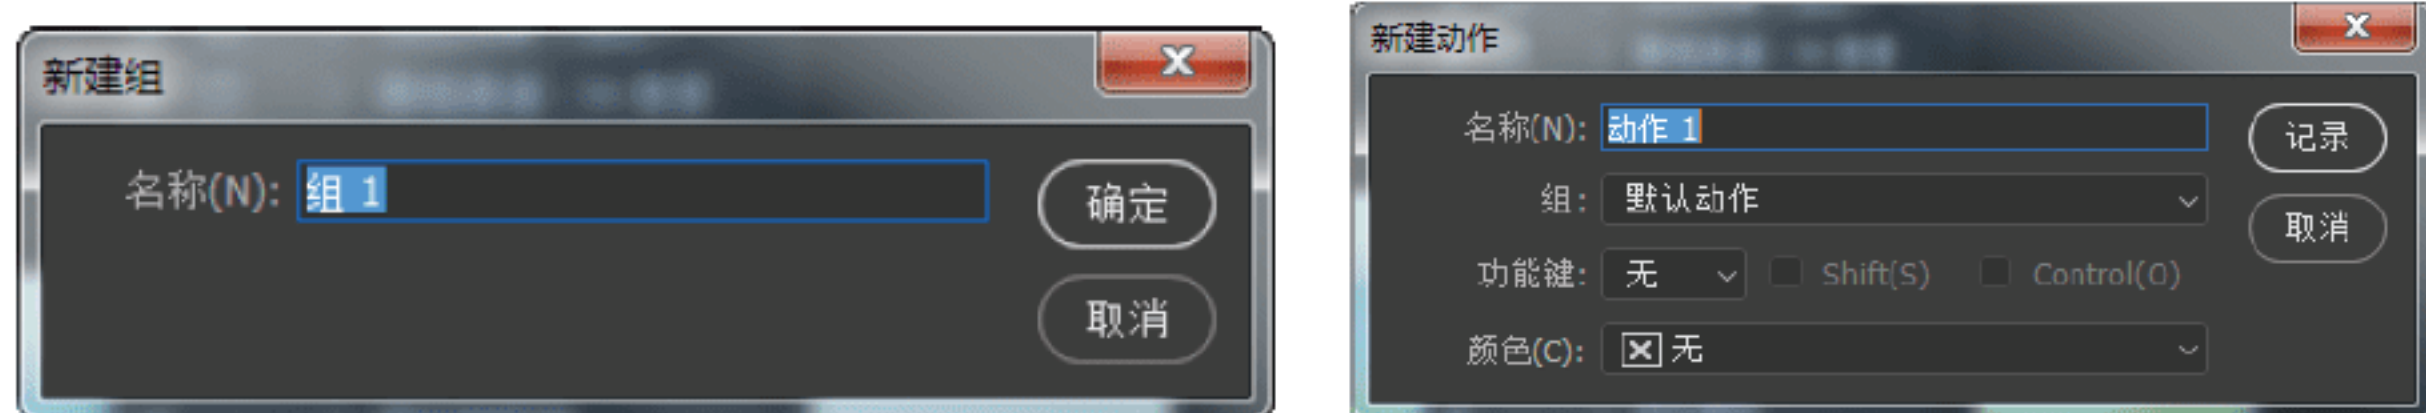 新建组
名称(N): 组 1
确定
取消
新建动作
名称(N): 动作 1
记录
组: 默认动作
取消
功能键: 无 Shift(S) Control(O)
颜色(C): 无